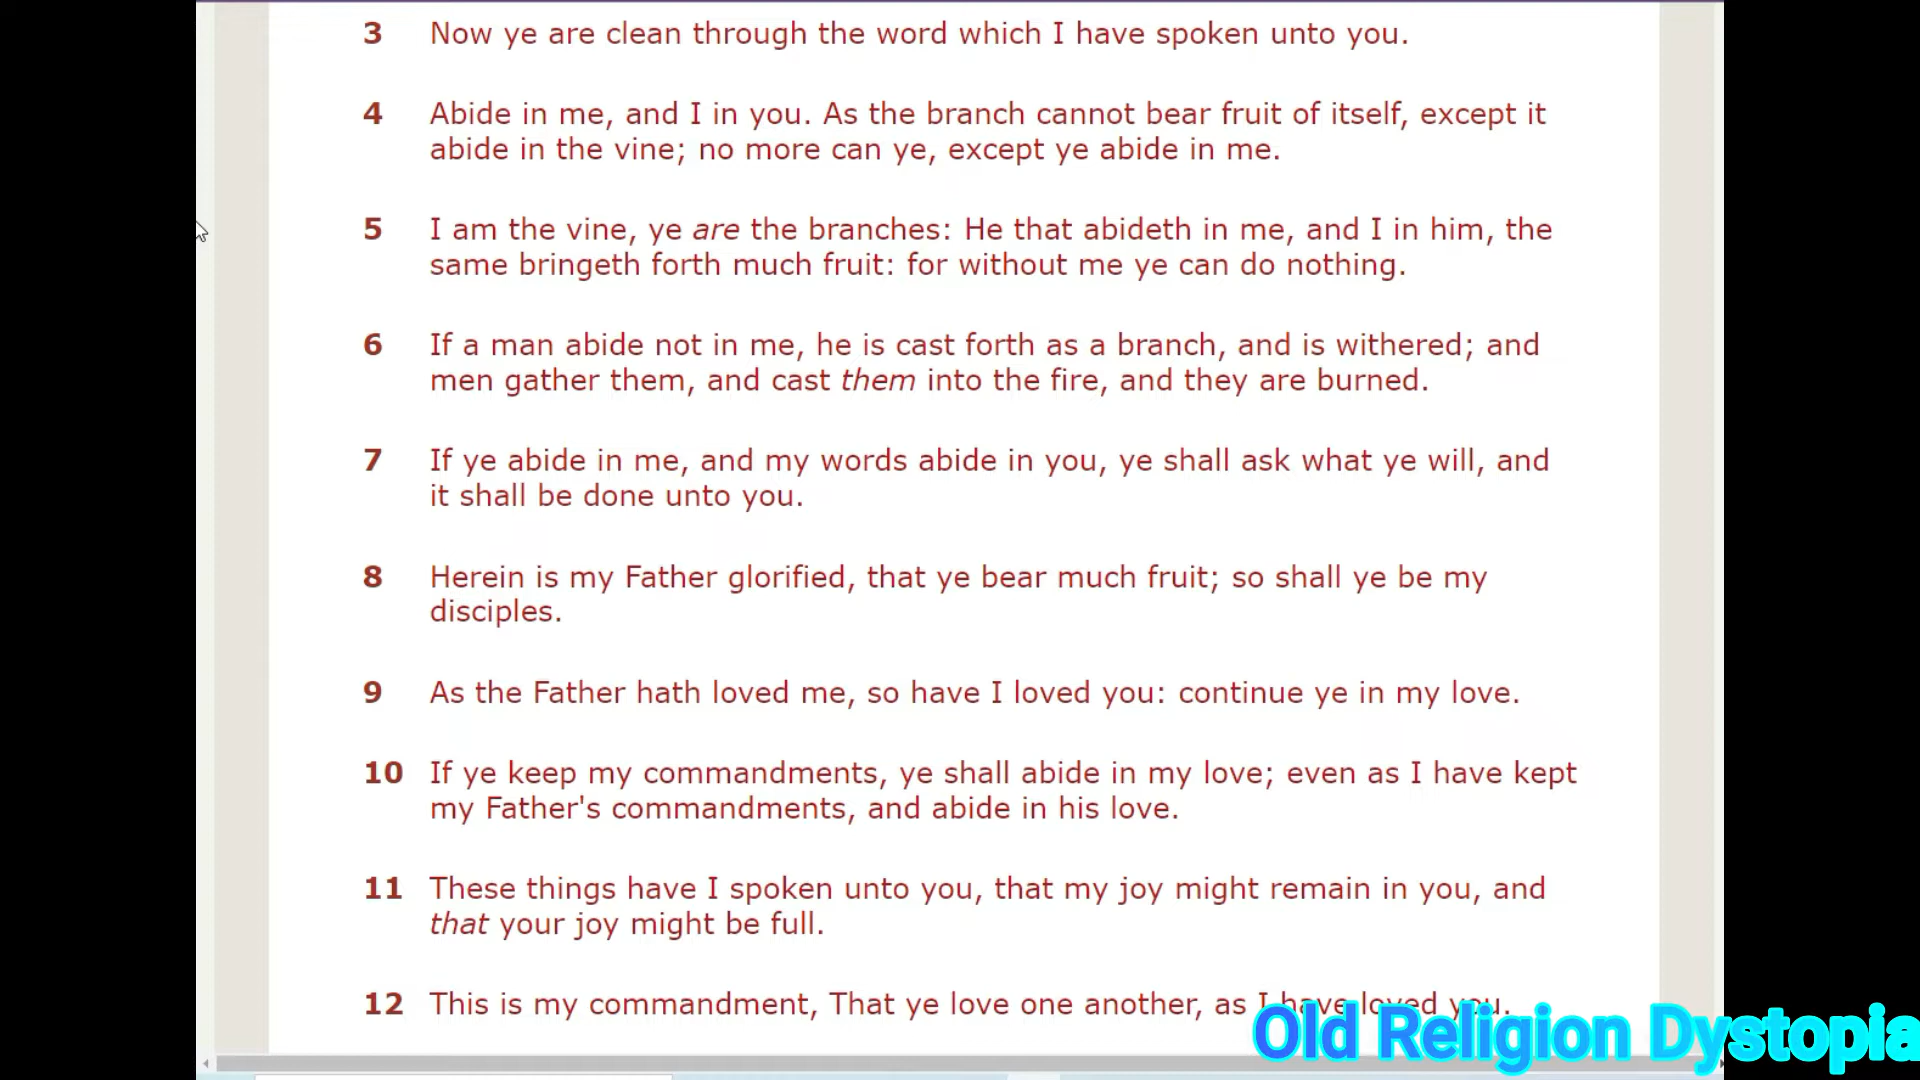 3 Now ye are clean through the word which I have spoken unto you.
4 Abide in me, and I in you. As the branch cannot bear fruit of itself, except it
abide in the vine; no more can ye, except ye abide in me.
5 I am the vine, ye are the branches: He that abideth in me, and I in him, the
same bringeth forth much fruit: for without me ye can do nothing.
6 If a man abide not in me, he is cast forth as a branch, and is withered; and
men gather them, and cast them into the fire, and they are burned.
7 If ye abide in me, and my words abide in you, ye shall ask what ye will, and
it shall be done unto you.
8 Herein is my Father glorified, that ye bear much fruit; so shall ye be my
disciples.
9 As the Father hath loved me, so have I loved you: continue ye in my love.
10 If ye keep my commandments, ye shall abide in my love; even as I have kept
my Father's commandments, and abide in his love.
11 These things have I spoken unto you, that my joy might remain in you, and
that your joy might be full.
12 This is my commandment, That ye love one another, as I have loved you.
Old Religion Dystopia